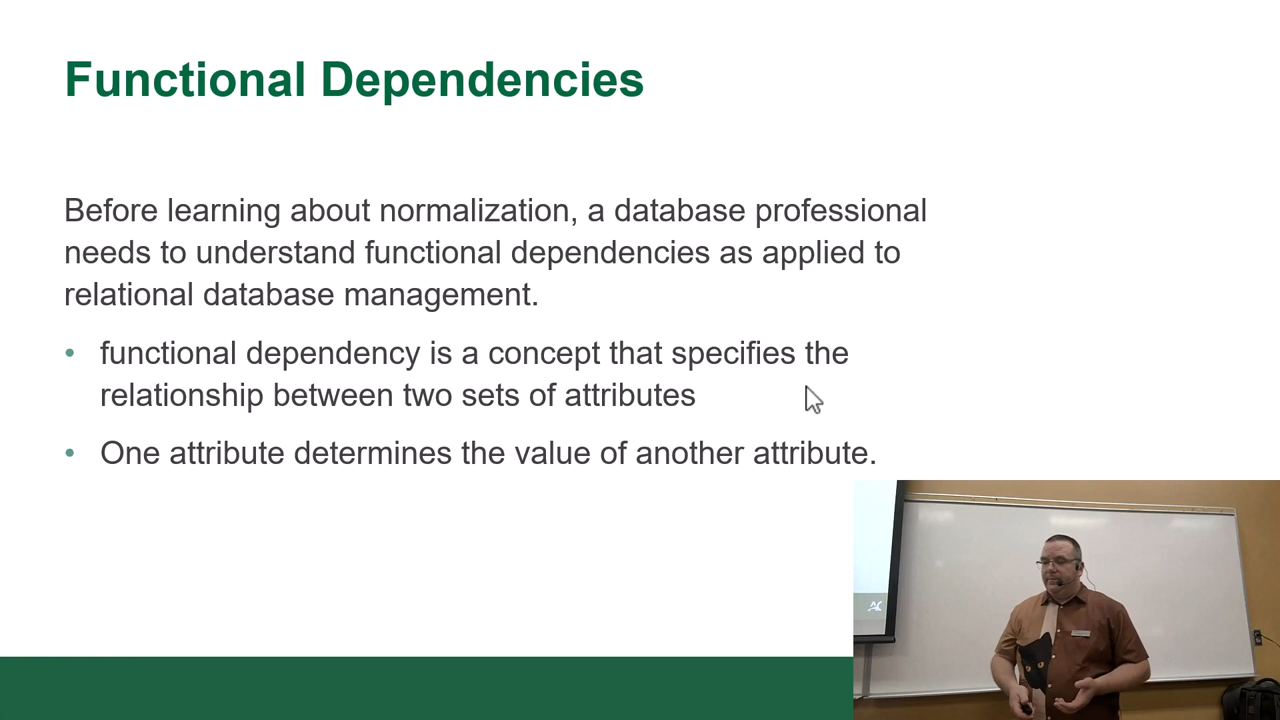 Functional Dependencies
Before learning about normalization, a database professional
needs to understand functional dependencies as applied to
relational database management.
• functional dependency is a concept that specifies the
relationship between two sets of attributes
• One attribute determines the value of another attribute.